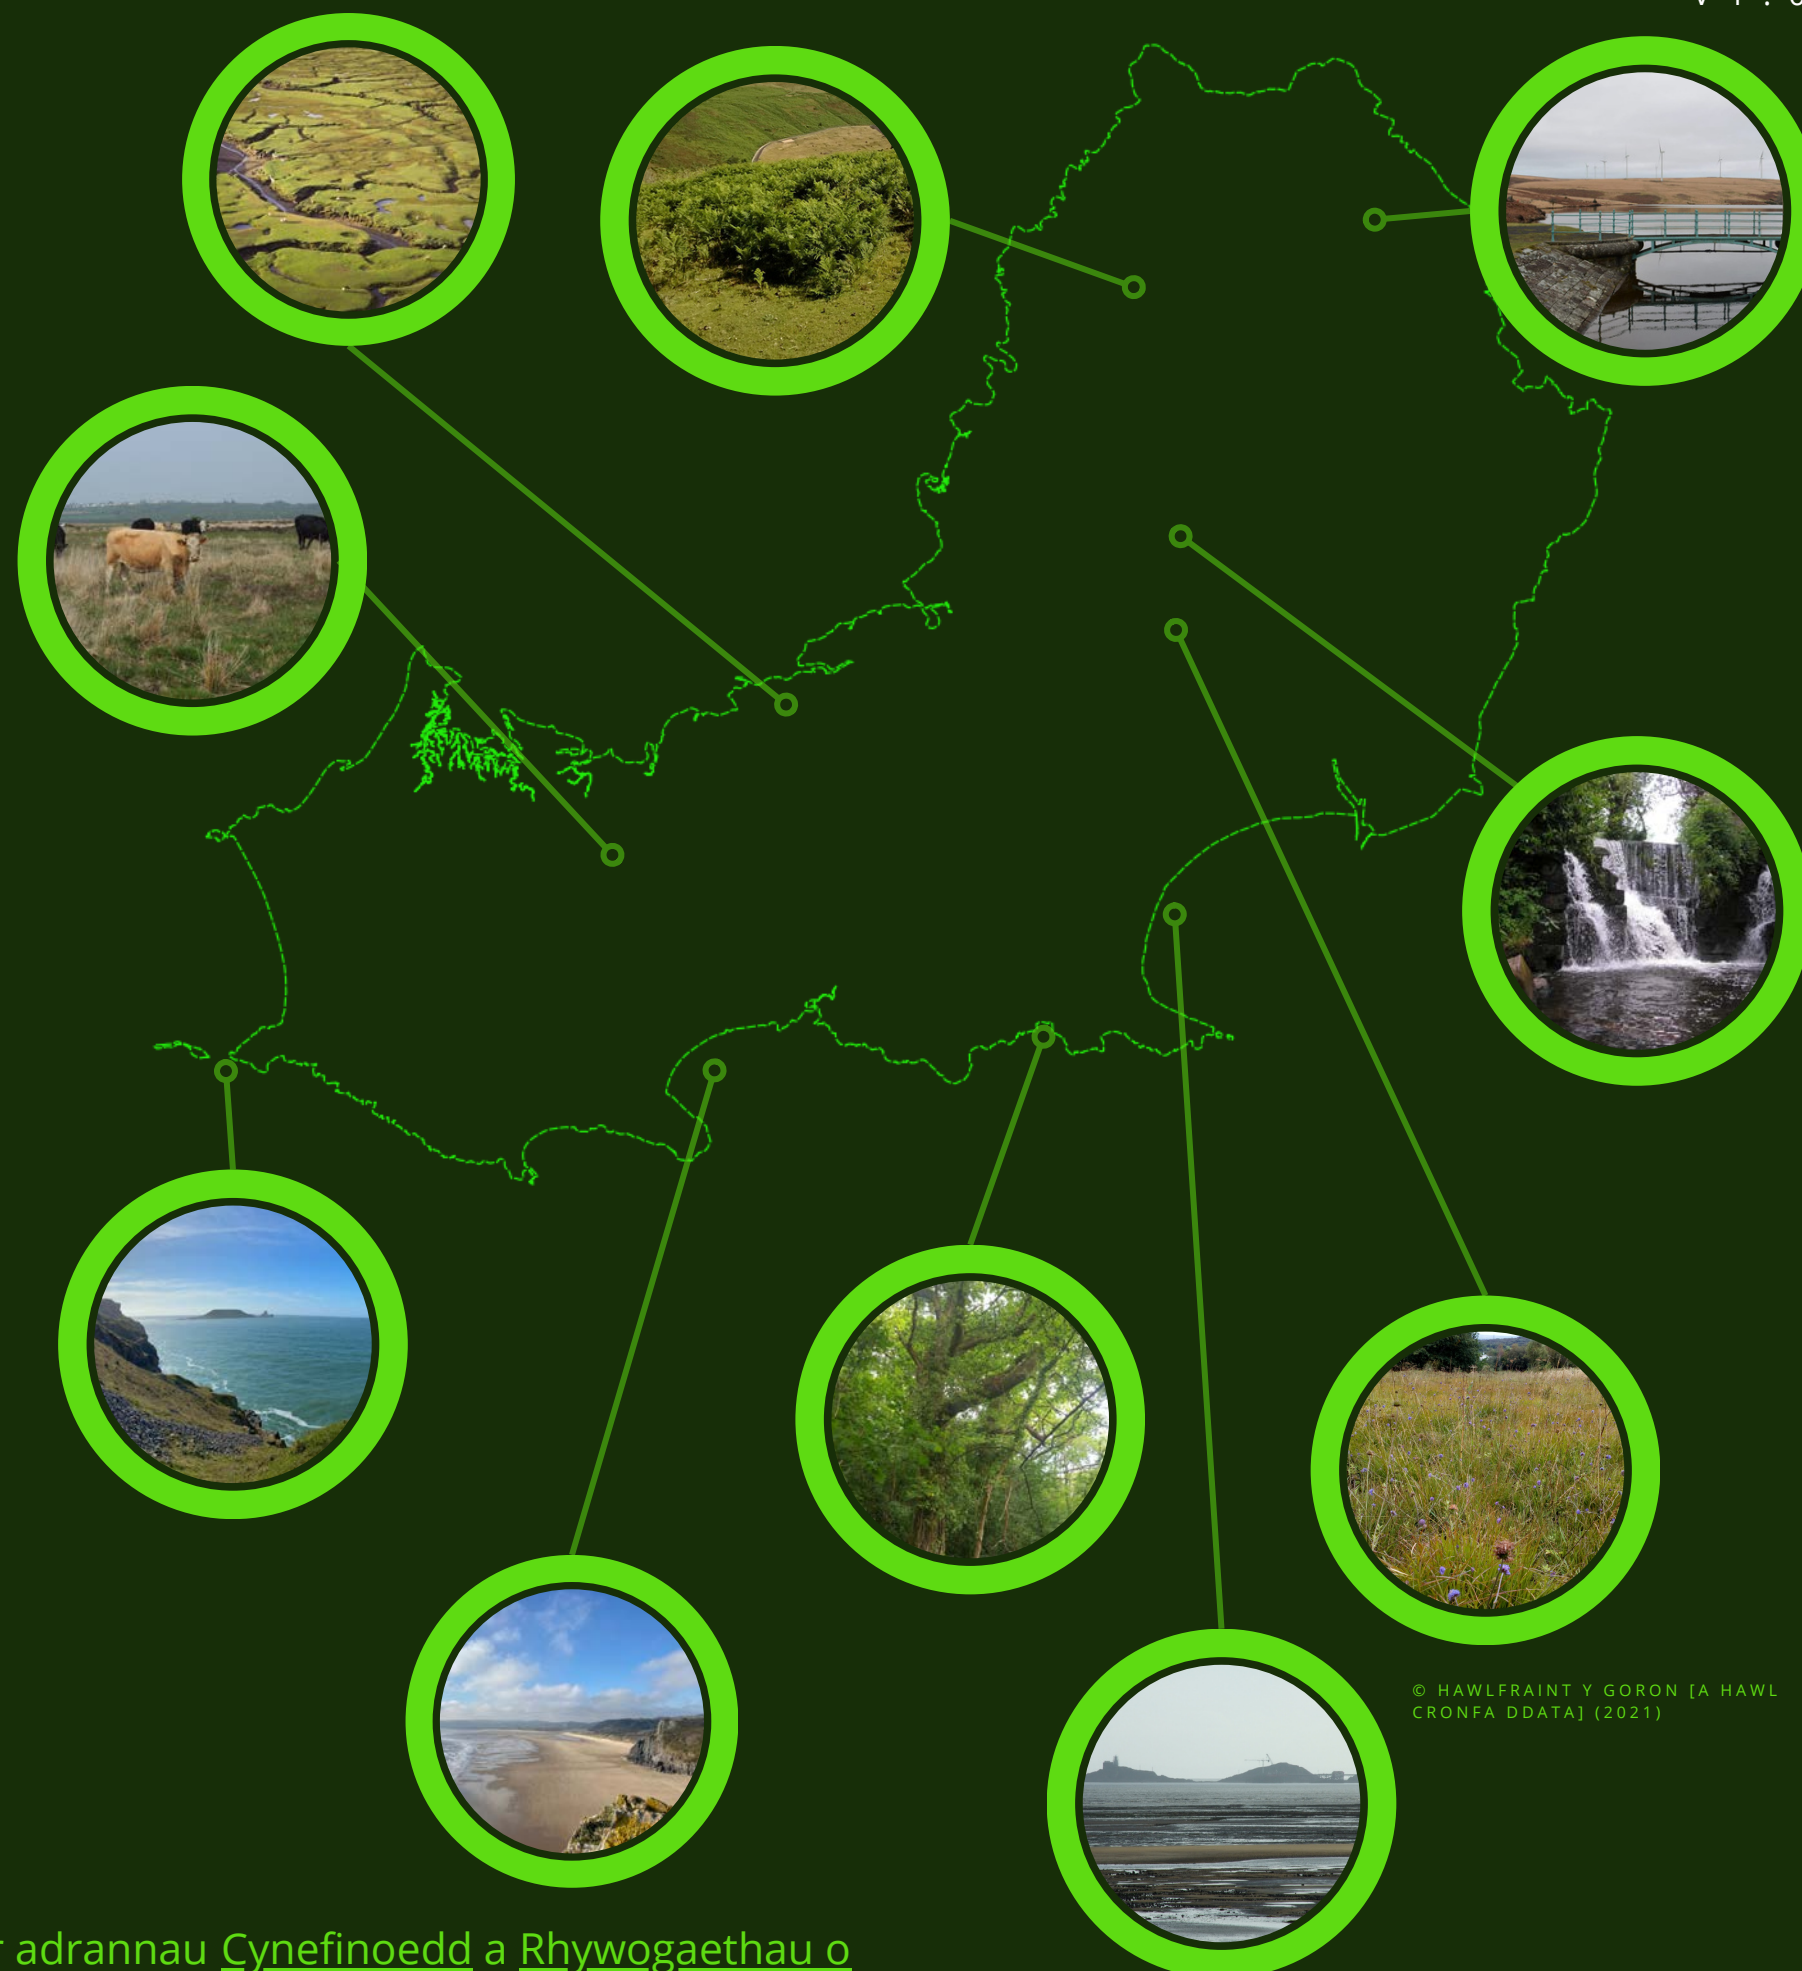 © HAWLFRAINT Y GORON [A HAWL
CRONFA DDATA] (2021)
adrannau Cynefinoedd a Rhywogaethau o